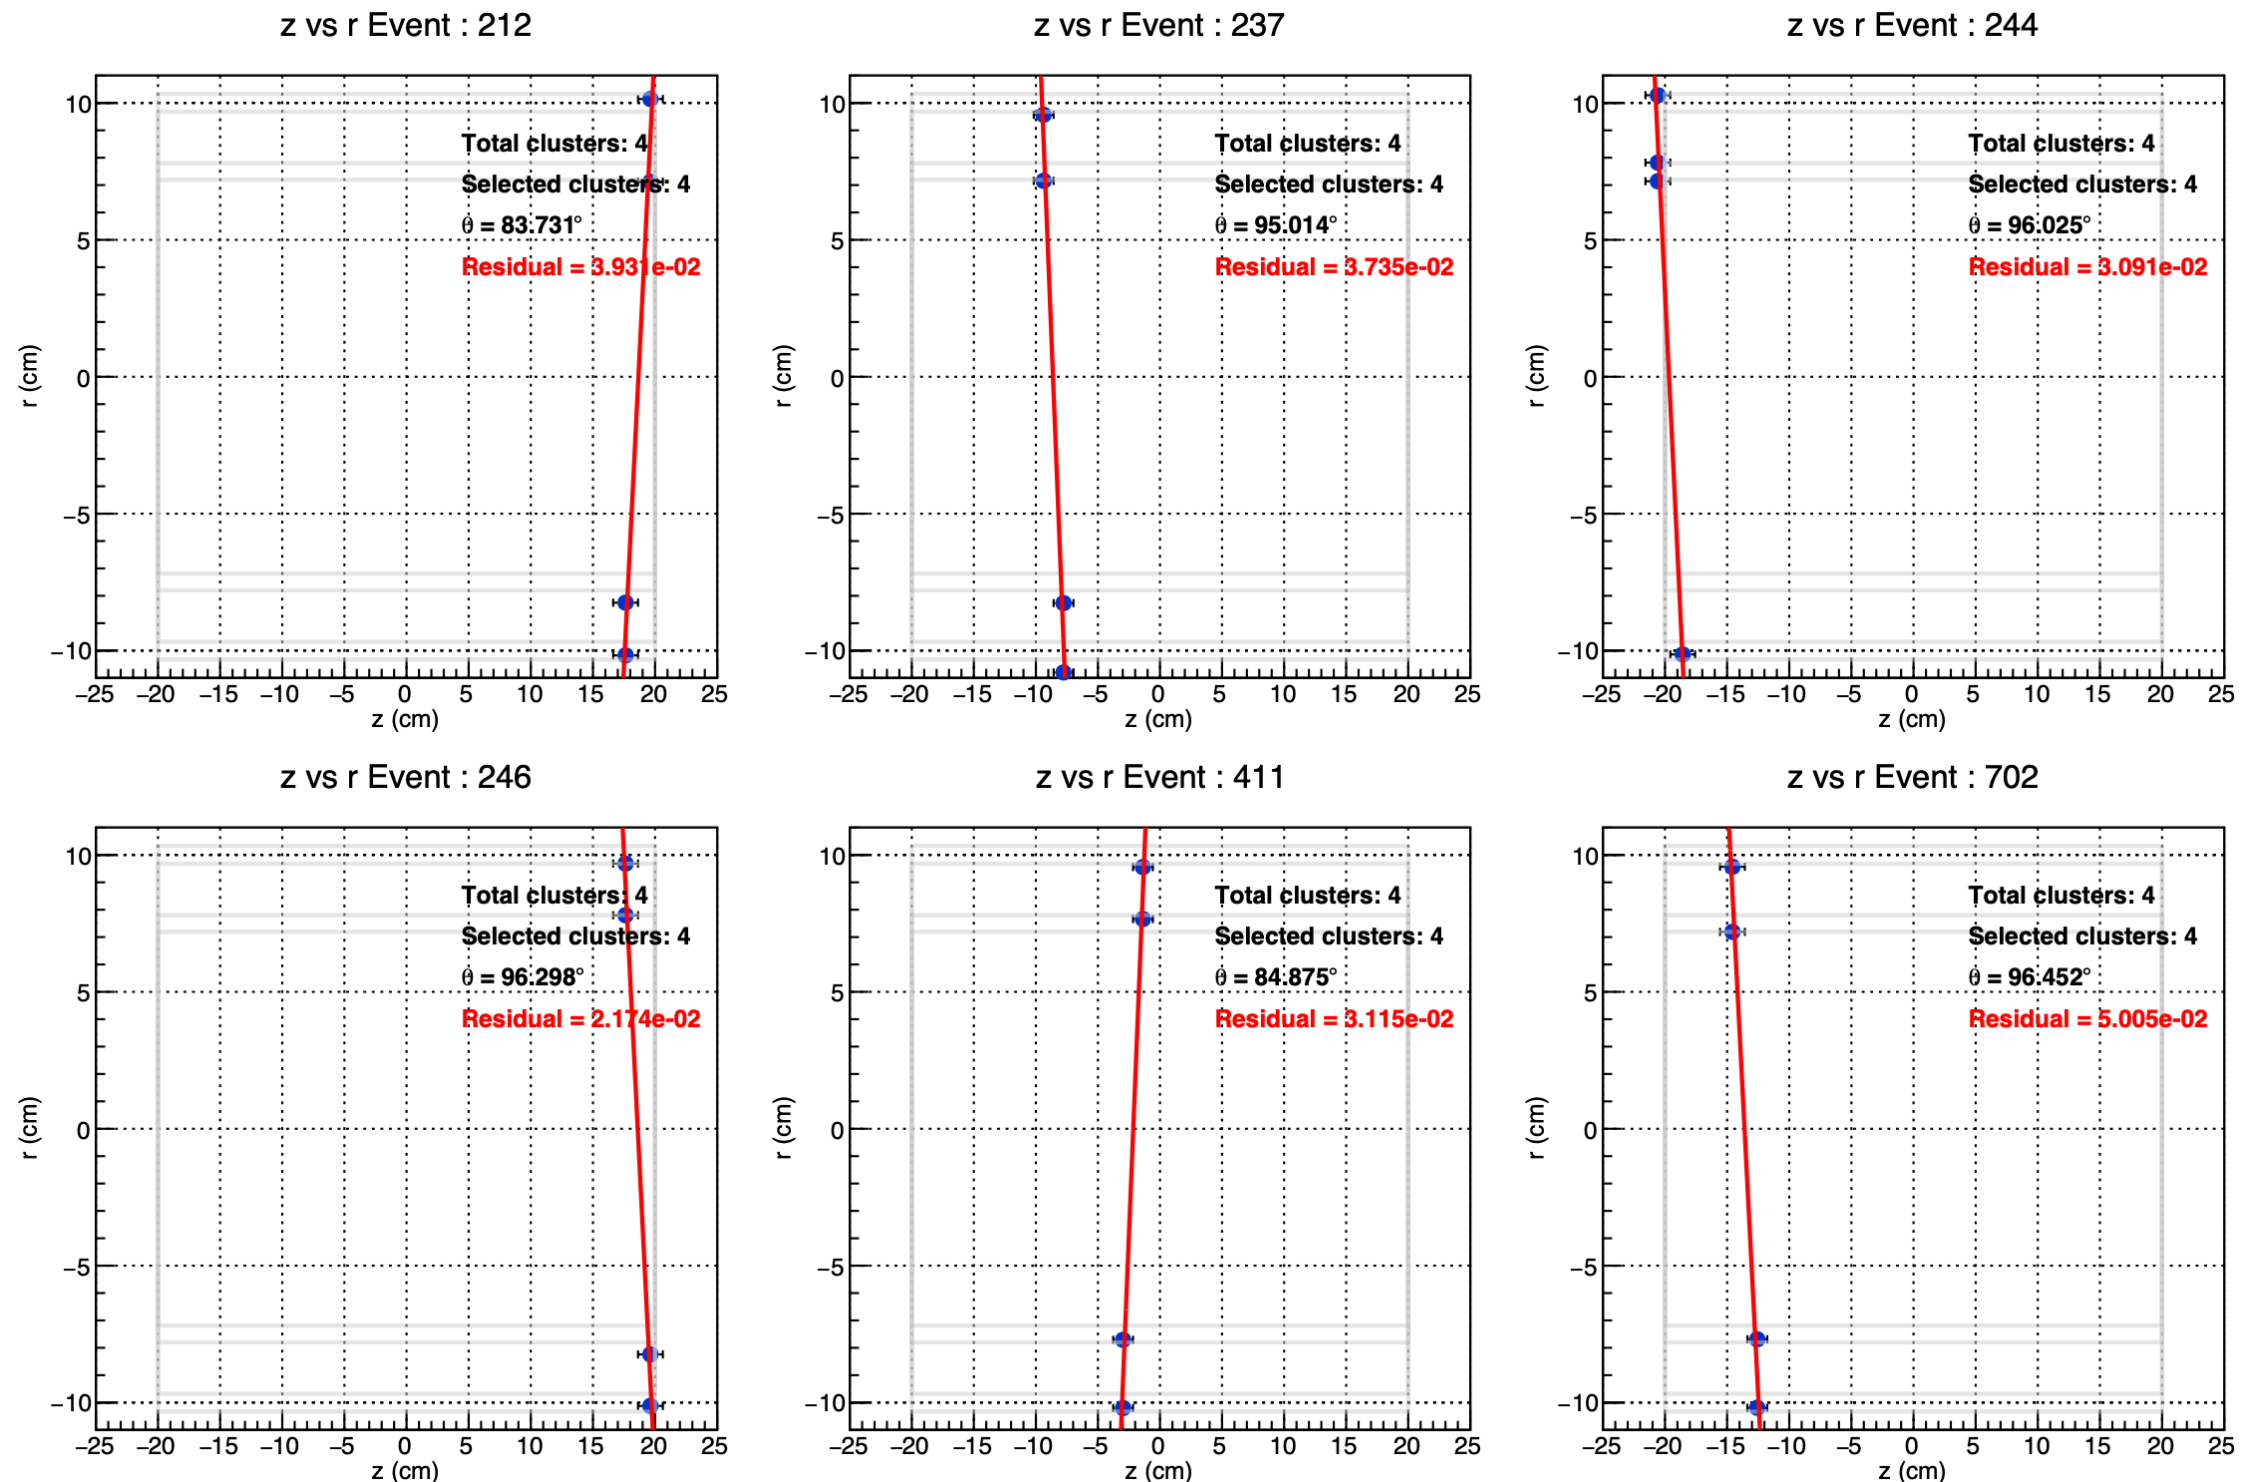 z vs r Event : 212
10
5
0
−5
−10
r (cm)
Total clusters: 4
Selected clusters: 4
θ = 83.731°
Residual = 3.931e-02
−25 −20 −15 −10 −5 0 5 10 15 20 25
z (cm)
z vs r Event : 237
10
5
0
−5
−10
r (cm)
Total clusters: 4
Selected clusters: 4
θ = 95.014°
Residual = 3.735e-02
−25 −20 −15 −10 −5 0 5 10 15 20 25
z (cm)
z vs r Event : 244
10
5
0
−5
−10
r (cm)
Total clusters: 4
Selected clusters: 4
θ = 96.025°
Residual = 3.091e-02
−25 −20 −15 −10 −5 0 5 10 15 20 25
z (cm)
z vs r Event : 246
10
5
0
−5
−10
r (cm)
Total clusters: 4
Selected clusters: 4
θ = 96.298°
Residual = 2.174e-02
−25 −20 −15 −10 −5 0 5 10 15 20 25
z (cm)
z vs r Event : 411
10
5
0
−5
−10
r (cm)
Total clusters: 4
Selected clusters: 4
θ = 84.875°
Residual = 3.115e-02
−25 −20 −15 −10 −5 0 5 10 15 20 25
z (cm)
z vs r Event : 702
10
5
0
−5
−10
r (cm)
Total clusters: 4
Selected clusters: 4
θ = 96.452°
Residual = 5.005e-02
−25 −20 −15 −10 −5 0 5 10 15 20 25
z (cm)